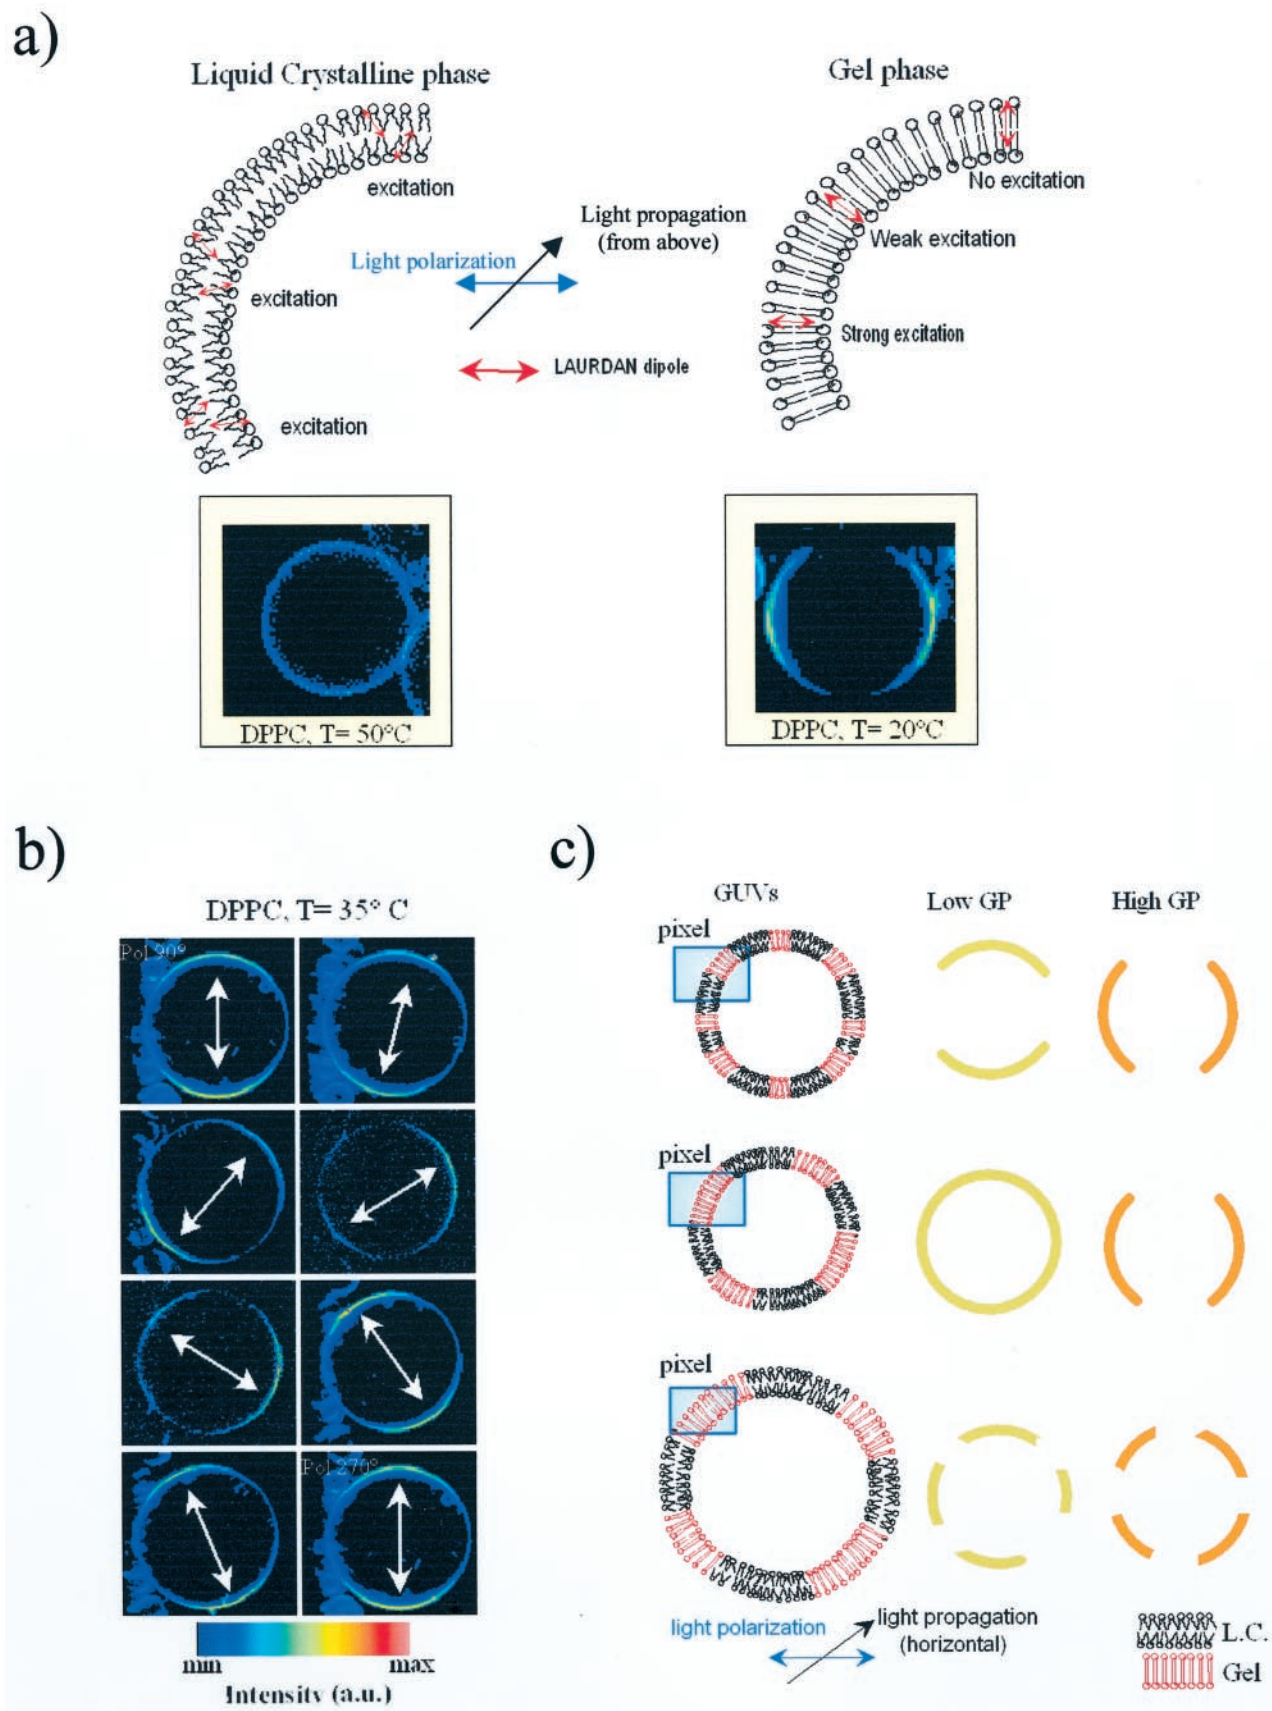 a)
Liquid Crystalline phase
Gel phase
excitation
No excitation
Light propagation
(from above)
Weak excitation
Light polarization
excitation
Strong excitation
LAURDAN dipole
excitation
DPPC, T= 50°C
DPPC, T= 20°C
b)
DPPC, T= 35° C
Pol 90°
Pol 270°
min
max
Intensity (a.u.)
c)
GUVs
Low GP
High GP
pixel
pixel
pixel
light polarization
light propagation
(horizontal)
L.C.
Gel